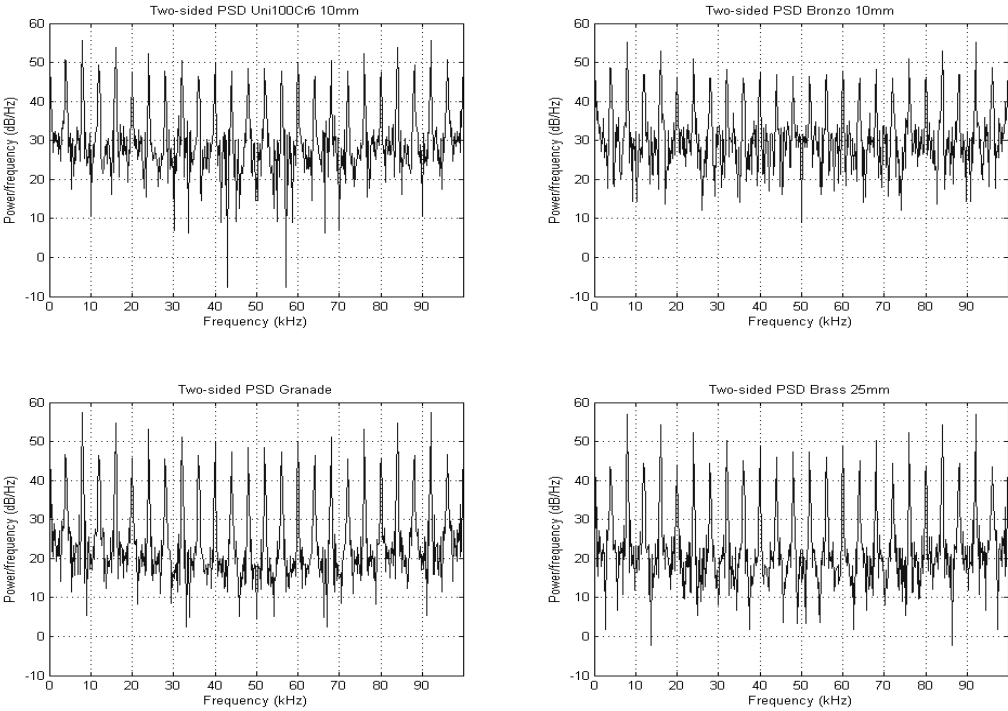 Two-sided PSD Uni100Cr6 10mm
Power/frequency (dB/Hz)
60
50
40
30
20
10
0
-10
0 10 20 30 40 50 60 70 80 90
Frequency (kHz)
Two-sided PSD Bronzo 10mm
Power/frequency (dB/Hz)
60
50
40
30
20
10
0
-10
0 10 20 30 40 50 60 70 80 90
Frequency (kHz)
Two-sided PSD Granade
Power/frequency (dB/Hz)
60
50
40
30
20
10
0
-10
0 10 20 30 40 50 60 70 80 90
Frequency (kHz)
Two-sided PSD Brass 25mm
Power/frequency (dB/Hz)
60
50
40
30
20
10
0
-10
0 10 20 30 40 50 60 70 80 90
Frequency (kHz)